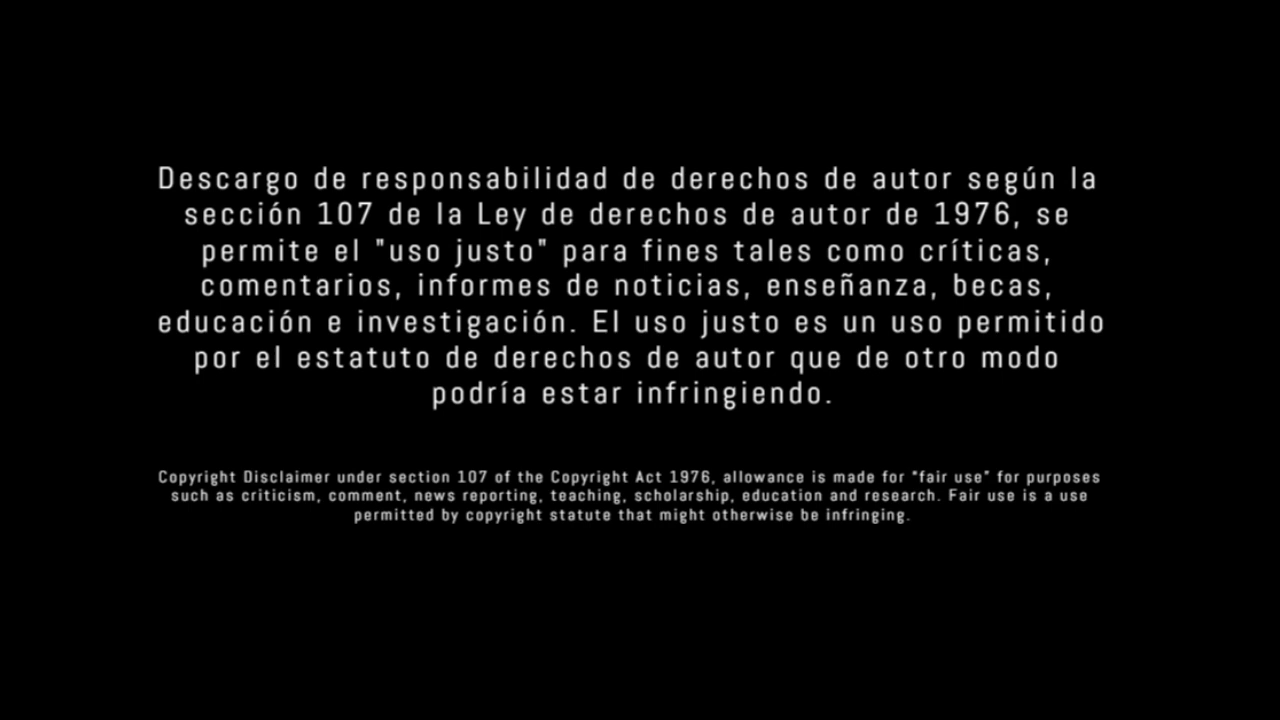 Descargo de responsabilidad de derechos de autor según la
sección 107 de la Ley de derechos de autor de 1976, se
permite el "uso justo" para fines tales como críticas,
comentarios, informes de noticias, enseñanza, becas,
educación e investigación. El uso justo es un uso permitido
por el estatuto de derechos de autor que de otro modo
podría estar infringiendo.
Copyright Disclaimer under section 107 of the Copyright Act 1976, allowance is made for "fair use" for purposes
such as criticism, comment, news reporting, teaching, scholarship, education and research. Fair use is a use
permitted by copyright statute that might otherwise be infringing.